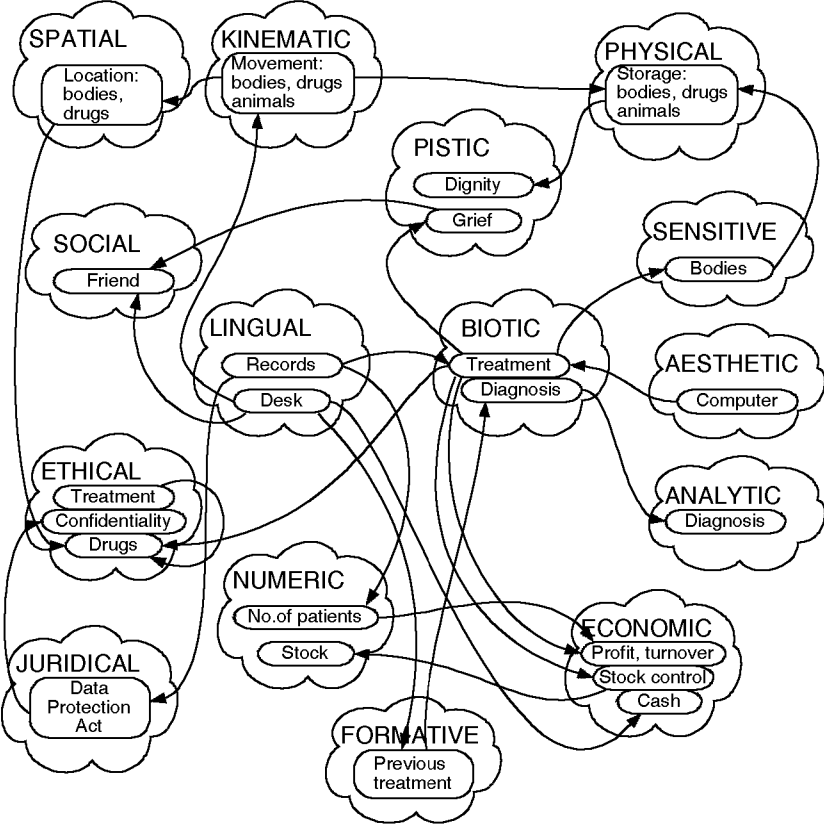 SPATIAL
Location:
bodies,
drugs
KINEMATIC
Movement:
bodies, drugs
animals
PHYSICAL
Storage:
bodies, drugs
animals
PISTIC
Dignity
Grief
SOCIAL
Friend
SENSITIVE
Bodies
LINGUAL
Records
Desk
BIOTIC
Treatment
Diagnosis
AESTHETIC
Computer
ETHICAL
Treatment
Confidentiality
Drugs
ANALYTIC
Diagnosis
NUMERIC
No.of patients
Stock
ECONOMIC
Profit, turnover
Stock control
Cash
JURIDICAL
Data
Protection
Act
FORMATIVE
Previous
treatment